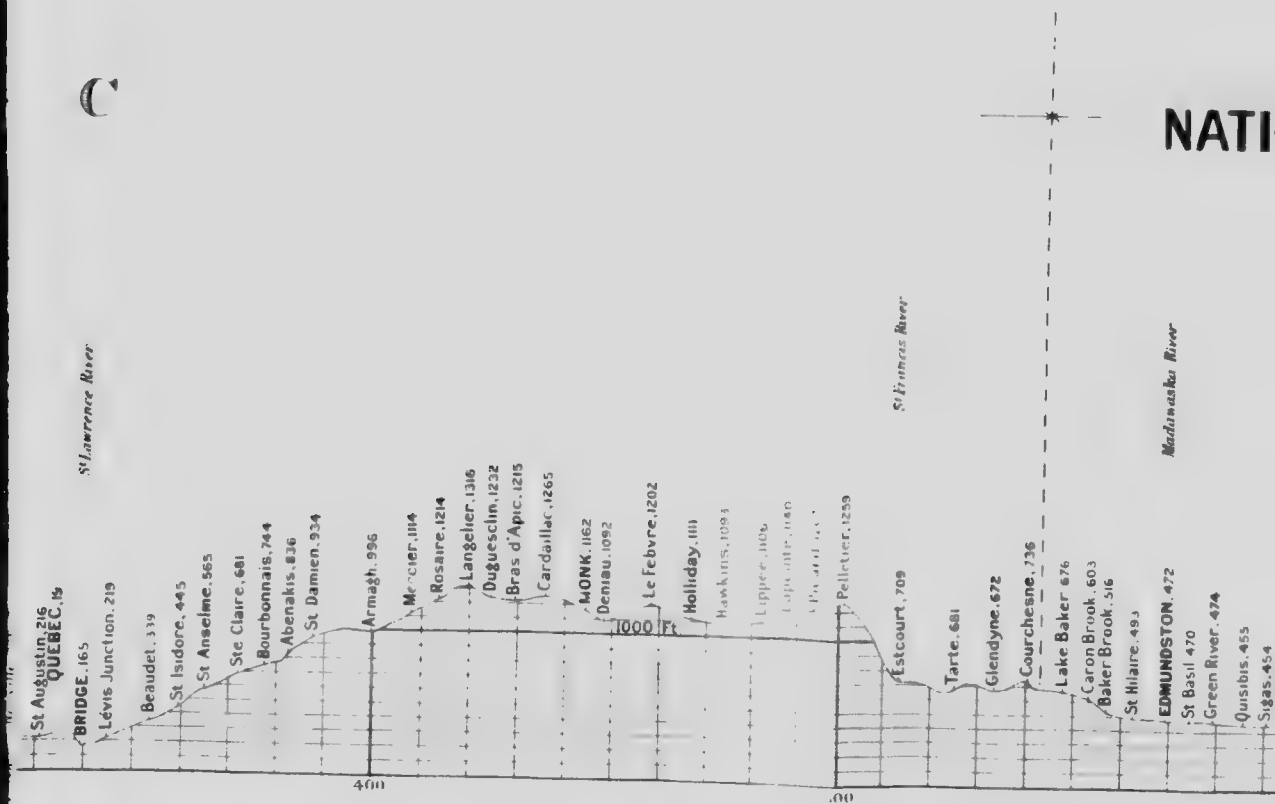 C
NATI
St Lawrence River
St Francis River
Madawaska River
St Augustin. 216
QUEBEC. 19
BRIDGE. 165
Lévis Junction. 219
Beaudet. 339
St Isidore. 445
St Anselme. 565
Ste Claire. 681
Bourbonnais. 744
Abenakis. 836
St Damien. 934
Armagh. 996
Mercier. 1114
Rosaire. 1214
Langelier. 1316
Duguesclin. 1232
Bras d'Apic. 1215
Cardaillac. 1265
MONK. 1162
Deniau. 1092
Le Febvre. 1202
Holliday. 1111
Hawkins. 1094
Lippée. 1106
Pelletier. 1259
Estcourt. 709
Tarte. 681
Glendyne. 672
Courchesne. 736
Lake Baker. 676
Caron Brook. 603
Baker Brook. 516
St Hilaire. 493
EDMUNDSTON. 472
St Basil 470
Green River. 474
Quisibis. 455
Sigas. 454
1000 Ft
400